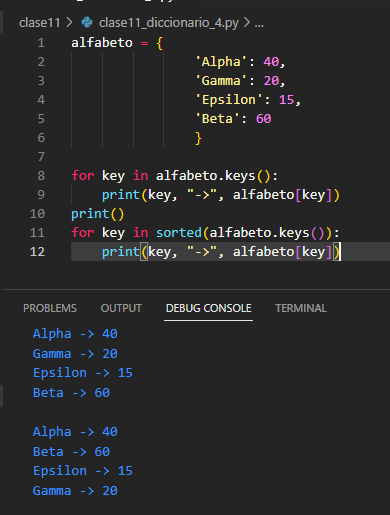 clase11 > clase11_diccionario_4.py > ...
1 alfabeto = {
2 'Alpha': 40,
3 'Gamma': 20,
4 'Epsilon': 15,
5 'Beta': 60
6 }
7
8 for key in alfabeto.keys():
9 print(key, "->", alfabeto[key])
10 print()
11 for key in sorted(alfabeto.keys()):
12 print(key, "->", alfabeto[key])
PROBLEMS OUTPUT DEBUG CONSOLE TERMINAL
Alpha -> 40
Gamma -> 20
Epsilon -> 15
Beta -> 60
Alpha -> 40
Beta -> 60
Epsilon -> 15
Gamma -> 20